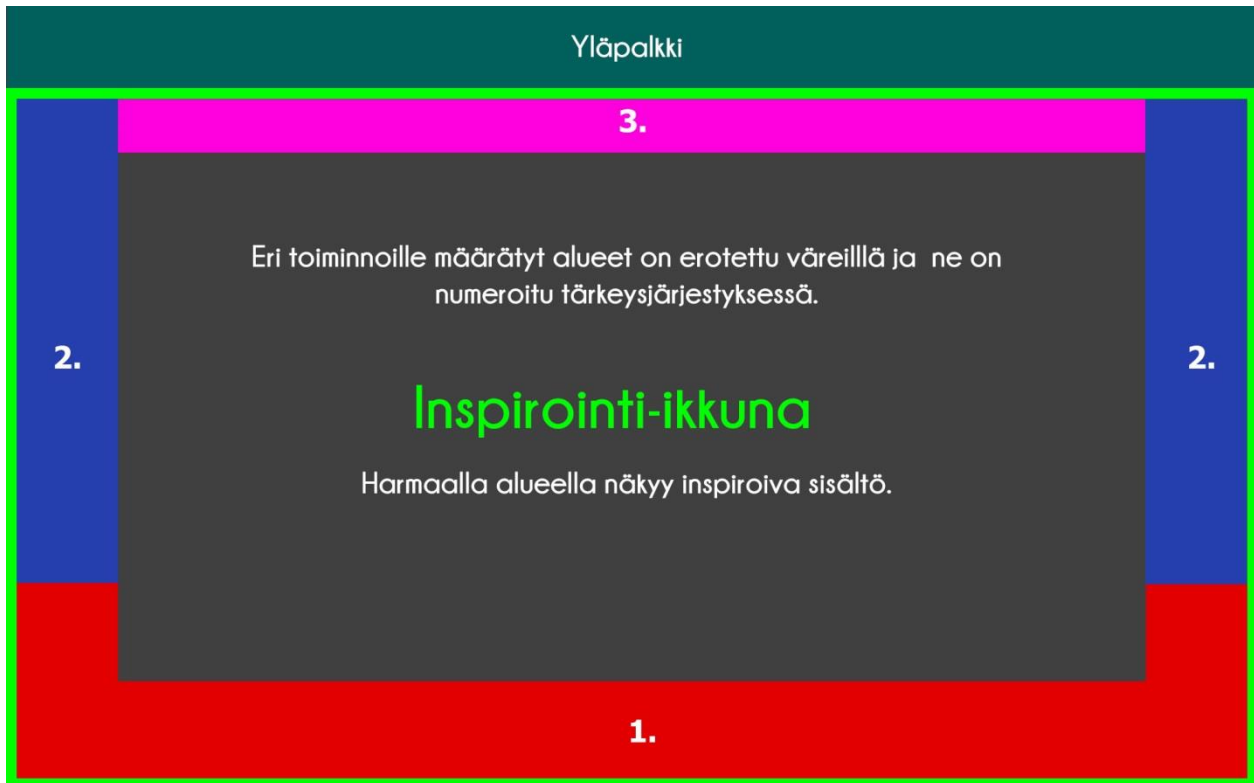 Yläpalkki
3.
Eri toiminnoille määrätyt alueet on erotettu väreilllä ja  ne on
numeroitu tärkeysjärjestyksessä.
2.
2.
Inspirointi-ikkuna
Harmaalla alueella näkyy inspiroiva sisältö.
1.